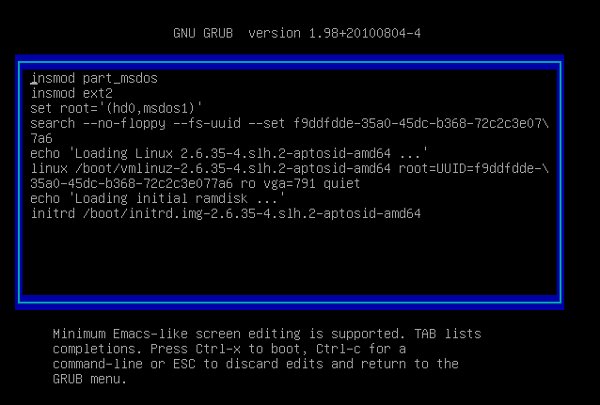 GNU GRUB  version 1.98+20100804-4
insmod part_msdos
insmod ext2
set root='(hd0,msdos1)'
search --no-floppy --fs-uuid --set f9ddfdde-35a0-45dc-b368-72c2c3e07\
7a6
echo 'Loading Linux 2.6.35-4.slh.2-aptosid-amd64 ...'
linux /boot/vmlinuz-2.6.35-4.slh.2-aptosid-amd64 root=UUID=f9ddfdde-\
35a0-45dc-b368-72c2c3e077a6 ro vga=791 quiet
echo 'Loading initial ramdisk ...'
initrd /boot/initrd.img-2.6.35-4.slh.2-aptosid-amd64
Minimum Emacs-like screen editing is supported. TAB lists
completions. Press Ctrl-x to boot, Ctrl-c for a
command-line or ESC to discard edits and return to the
GRUB menu.